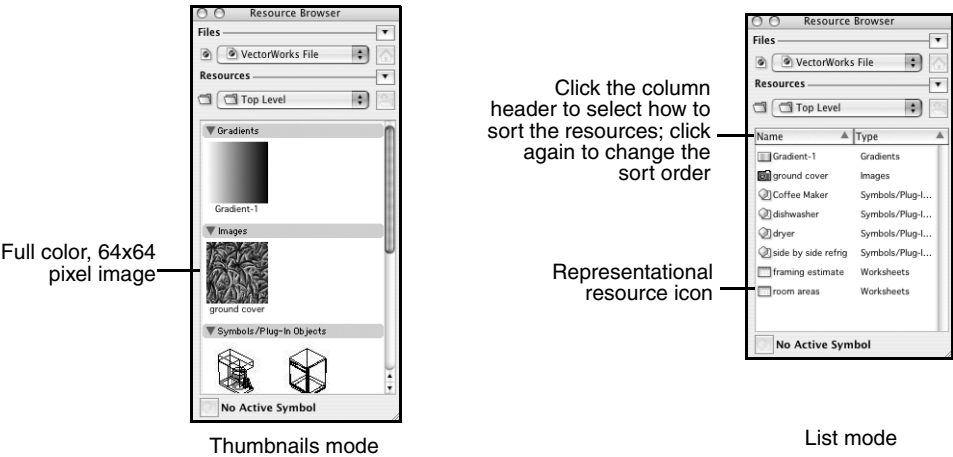 Resource Browser
Files
VectorWorks File
Resources
Top Level
Gradients
Gradient-1
Images
ground cover
Symbols/Plug-In Objects
No Active Symbol
Full color, 64x64
pixel image
Thumbnails mode
Click the column
header to select how to
sort the resources; click
again to change the
sort order
Representational
resource icon
Resource Browser
Files
VectorWorks File
Resources
Top Level
Name Type
Gradient-1 Gradients
ground cover Images
Coffee Maker Symbols/Plug-I...
dishwasher Symbols/Plug-I...
dryer Symbols/Plug-I...
side by side refrig Symbols/Plug-I...
framing estimate Worksheets
room areas Worksheets
No Active Symbol
List mode